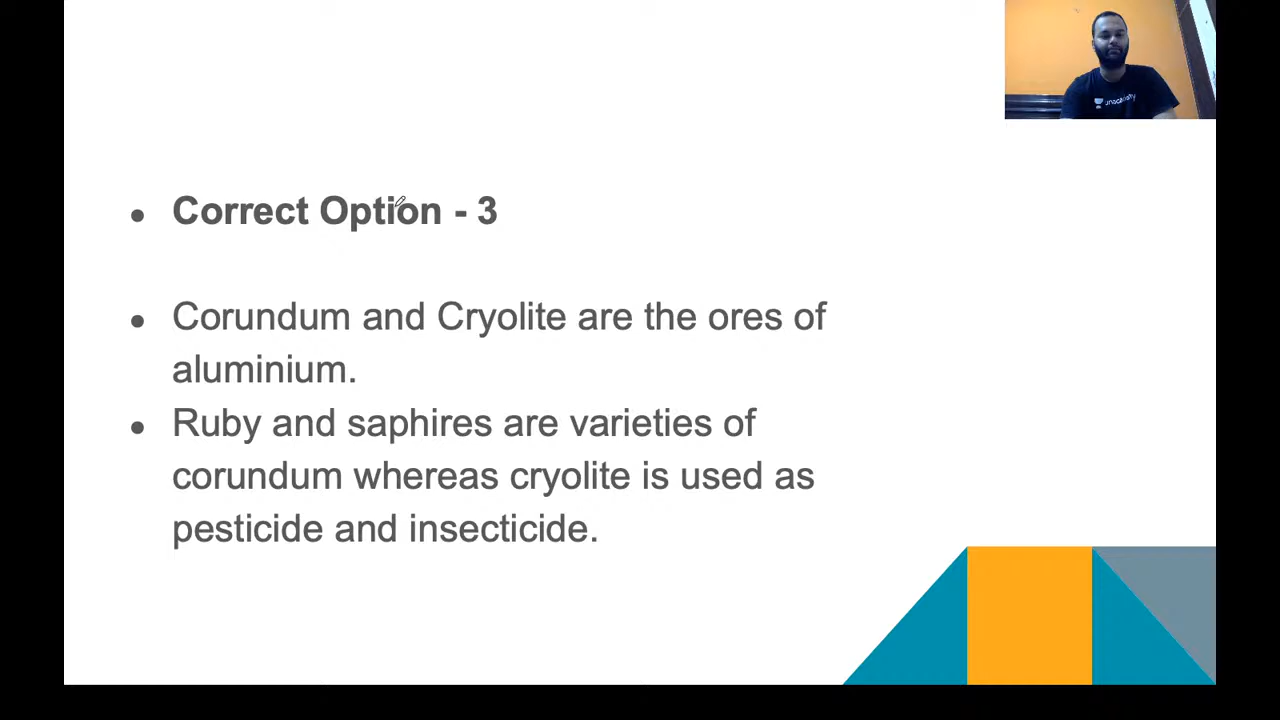 unacademy
Correct Option - 3
Corundum and Cryolite are the ores of
aluminium.
Ruby and saphires are varieties of
corundum whereas cryolite is used as
pesticide and insecticide.